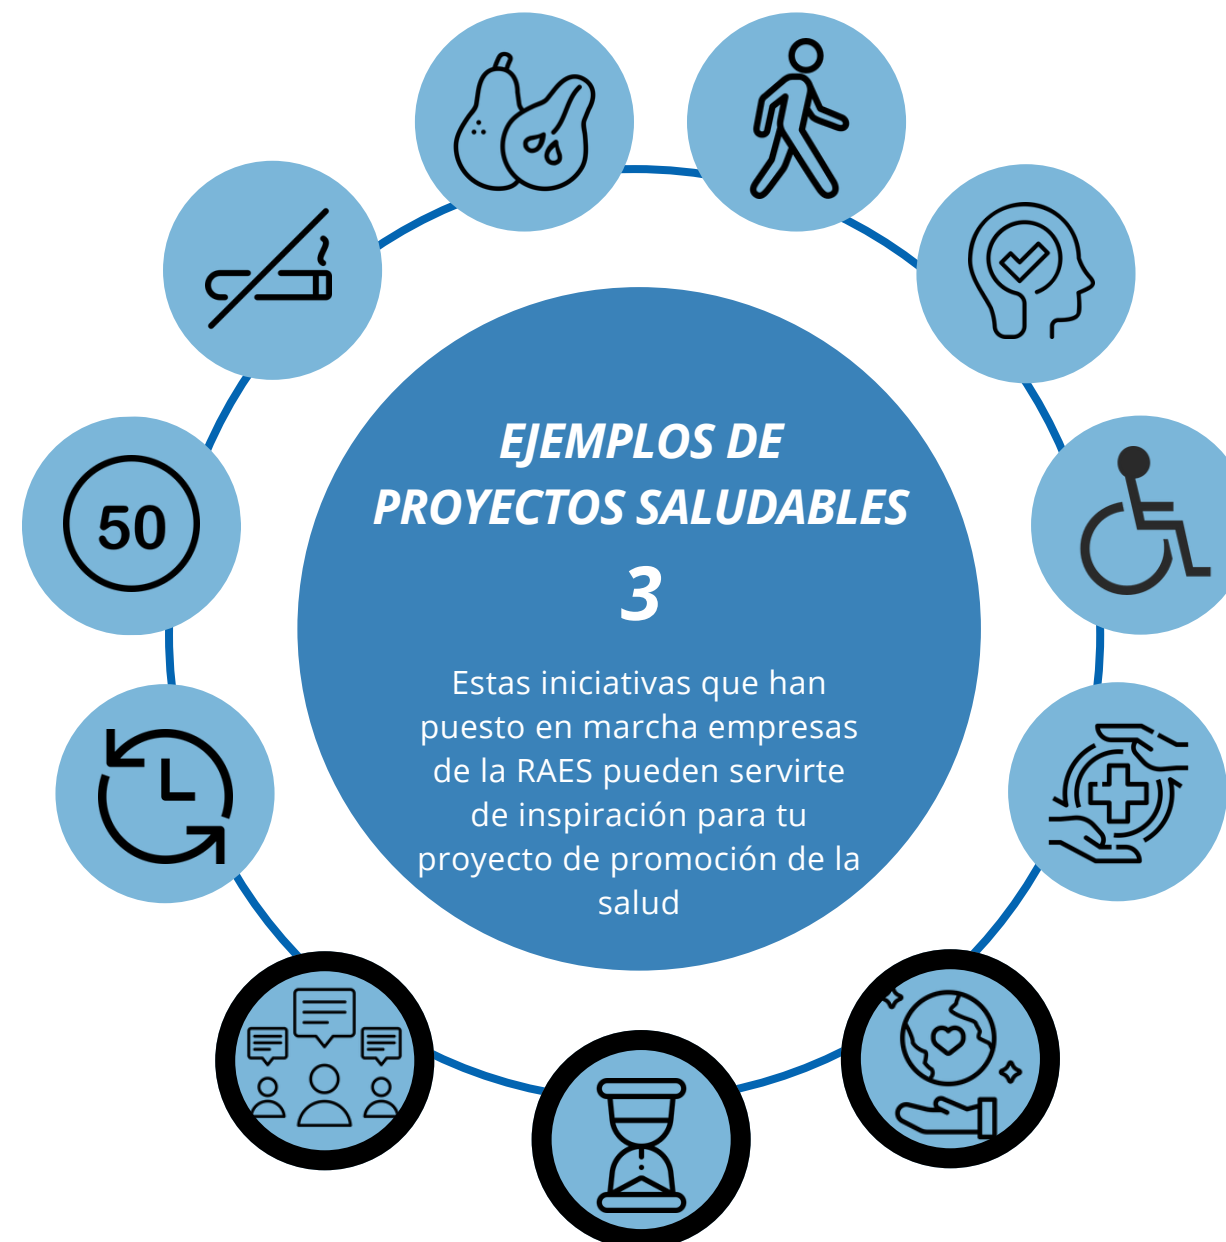 EJEMPLOS DE
PROYECTOS SALUDABLES
3
Estas iniciativas que han
puesto en marcha empresas
de la RAES pueden servirte
de inspiración para tu
proyecto de promoción de la
salud
50